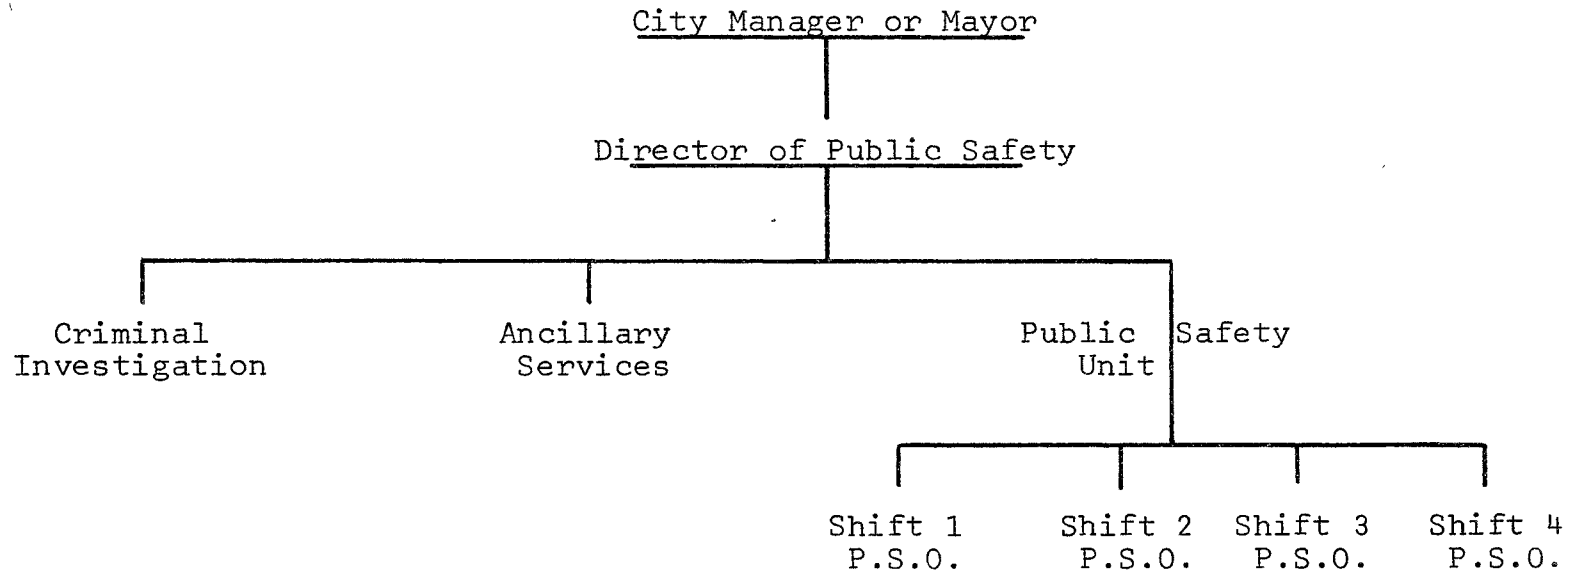 City Manager or Mayor
Director of Public Safety
Criminal
Investigation
Ancillary
Services
Public Safety
Unit
Shift 1
P.S.O.
Shift 2
P.S.O.
Shift 3
P.S.O.
Shift 4
P.S.O.